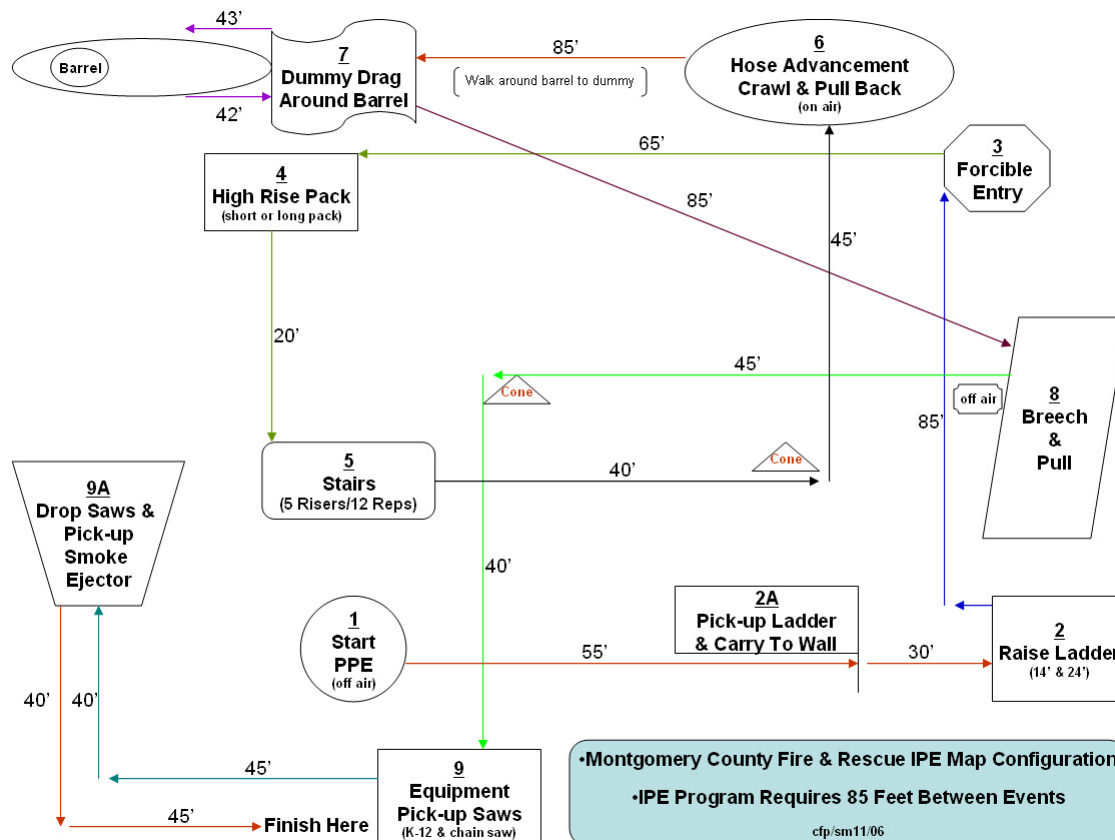 43'
Barrel
42'
7
Dummy Drag
Around Barrel
85'
Walk around barrel to dummy
6
Hose Advancement
Crawl & Pull Back
(on air)
65'
3
Forcible
Entry
4
High Rise Pack
(short or long pack)
85'
45'
20'
45'
Cone
off air
8
Breech
&
Pull
85'
5
Stairs
(5 Risers/12 Reps)
40'
Cone
9A
Drop Saws &
Pick-up
Smoke
Ejector
40'
1
Start
PPE
(off air)
55'
2A
Pick-up Ladder
& Carry To Wall
30'
2
Raise Ladder
(14' & 24')
40'
40'
45'
9
Equipment
Pick-up Saws
(K-12 & chain saw)
45'
Finish Here
•Montgomery County Fire & Rescue IPE Map Configuration
•IPE Program Requires 85 Feet Between Events
cfp/sm11/06